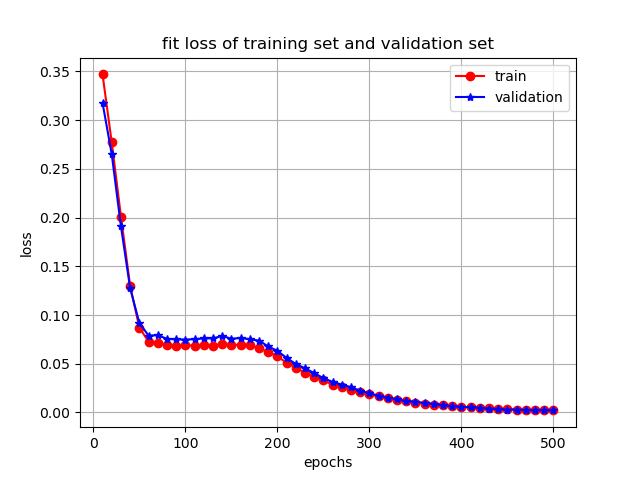 fit loss of training set and validation set
train
validation
0.35
0.30
0.25
0.20
0.15
0.10
0.05
0.00
loss
0 100 200 300 400 500
epochs